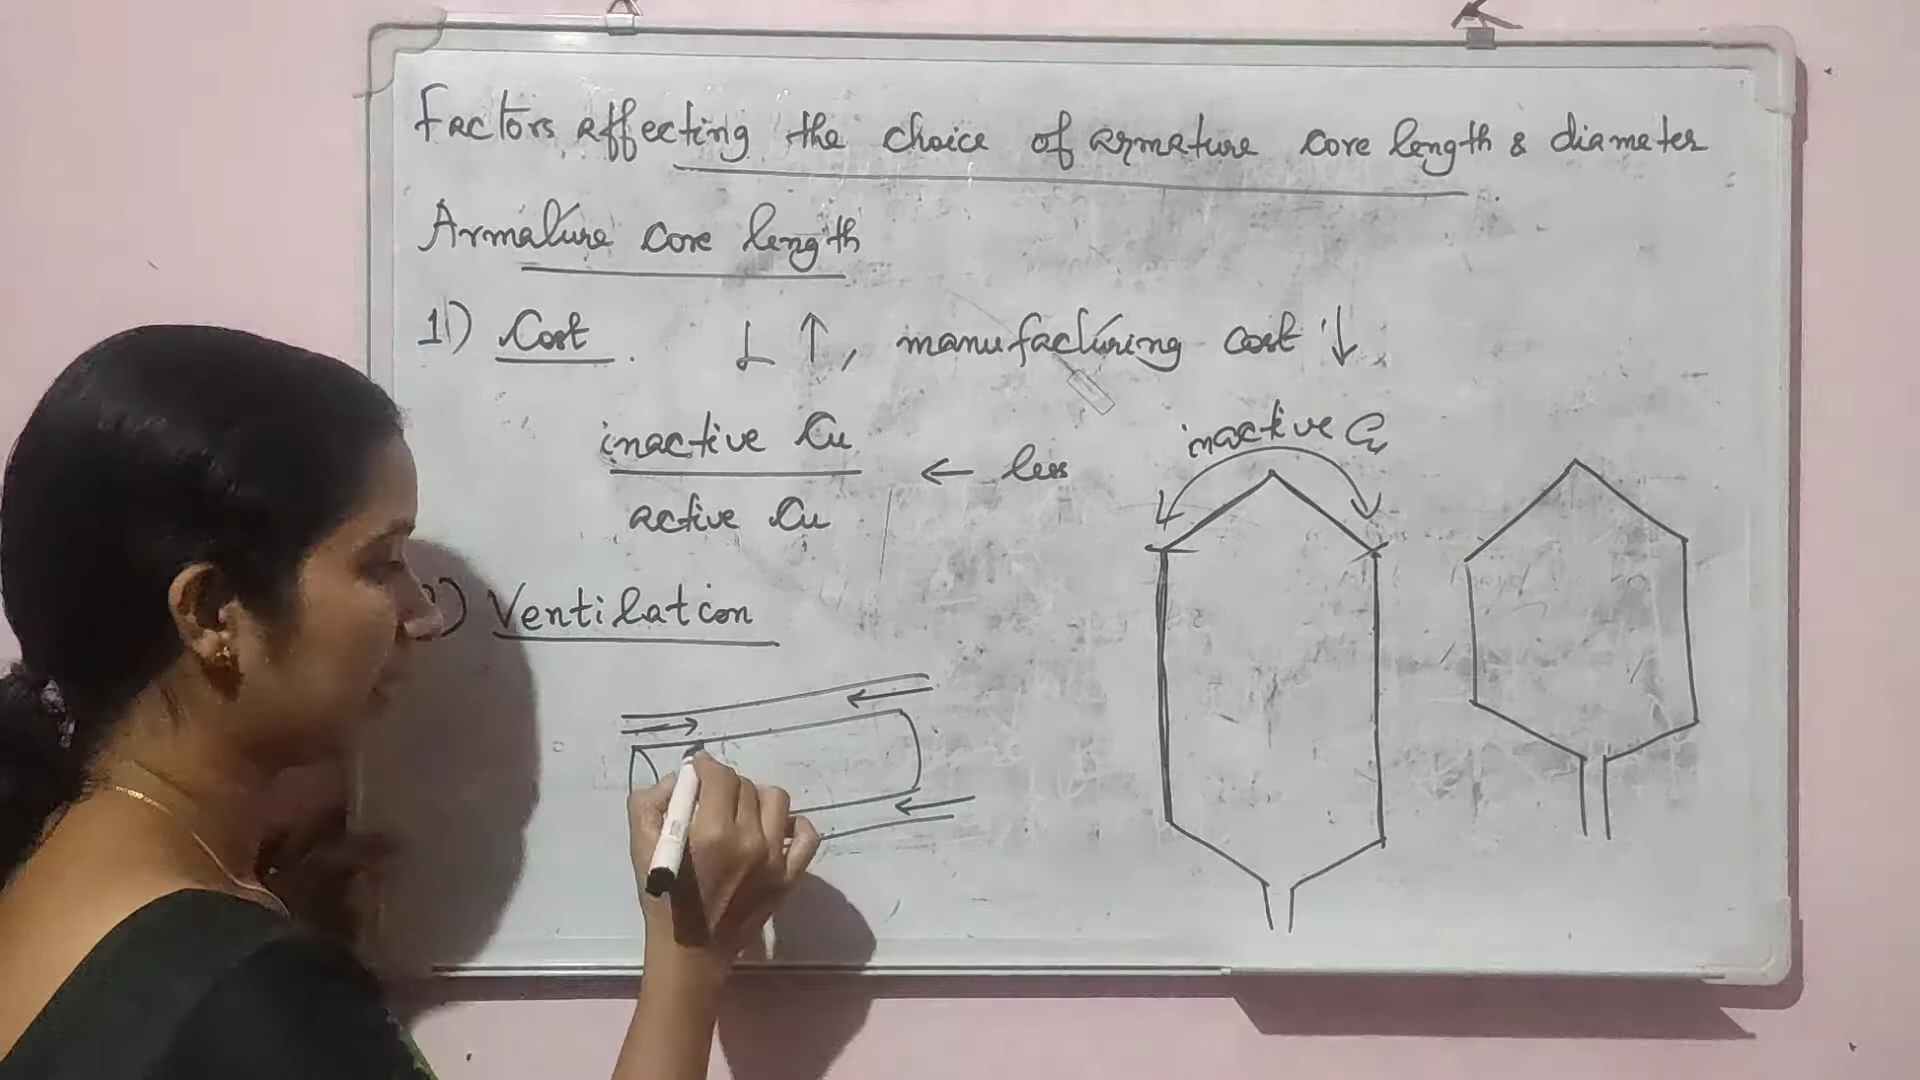 Factors affecting the choice of armature core length & diameter
Armature core length
1) Cost. L ↑, manufacturing cost ↓
inactive Cu
active Cu
← less
inactive Cu
2) Ventilation